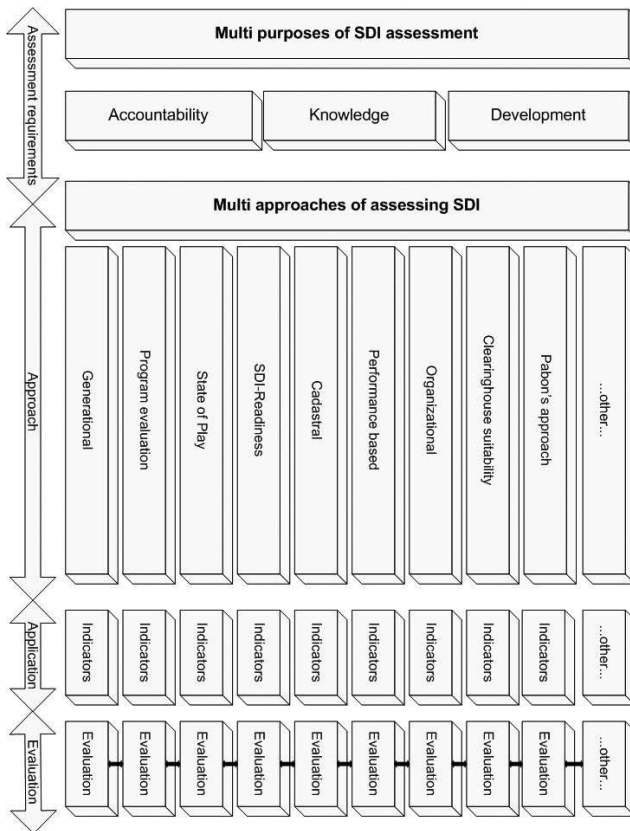 Assessment requirements
Multi purposes of SDI assessment
Accountability
Knowledge
Development
Approach
Multi approaches of assessing SDI
Generational
Program evaluation
State of Play
SDI-Readiness
Cadastral
Performance based
Organizational
Clearinghouse suitability
Pabon's approach
...other...
Application
Indicators
Indicators
Indicators
Indicators
Indicators
Indicators
Indicators
Indicators
Indicators
...other...
Evaluation
Evaluation
Evaluation
Evaluation
Evaluation
Evaluation
Evaluation
Evaluation
Evaluation
Evaluation
...other...